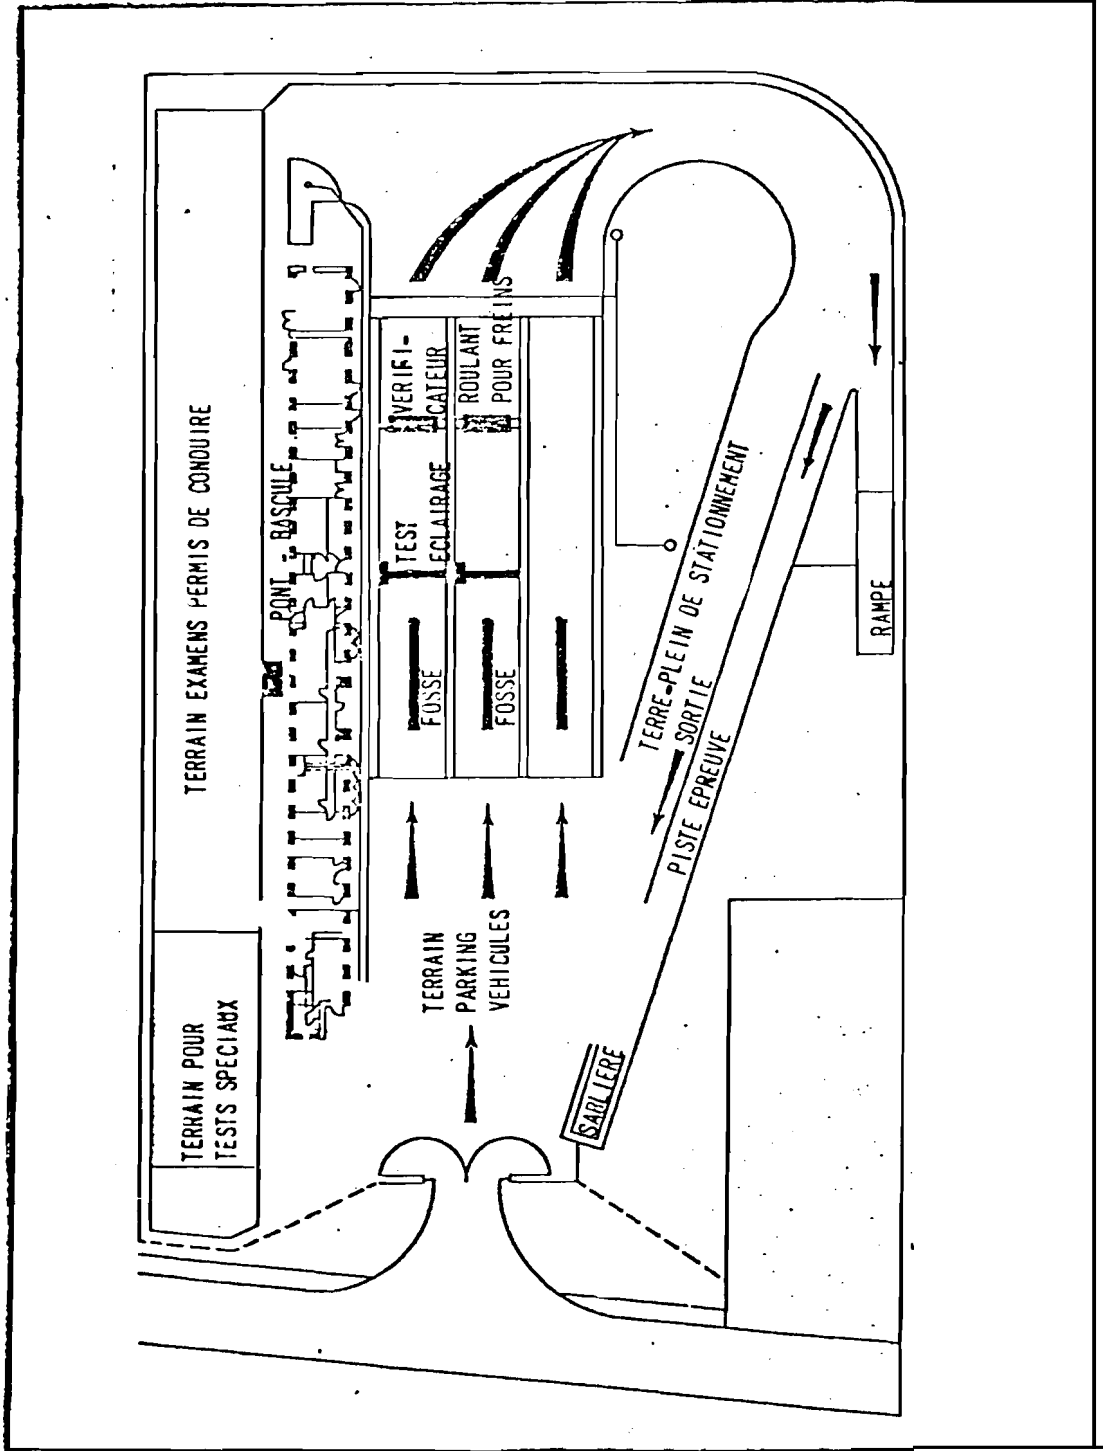 TERRAIN POUR
TESTS SPECIAUX
TERRAIN EXAMENS PERMIS DE CONDUIRE
PONT - BASCULE
TERRAIN
PARKING
VEHICULES
FOSSE
FOSSE
TEST
ECLAIRAGE
VERIFI-
CATEUR
ROULANT
POUR FREINS
SABLIERE
TERRE-PLEIN DE STATIONNEMENT
SORTIE
PISTE EPREUVE
RAMPE